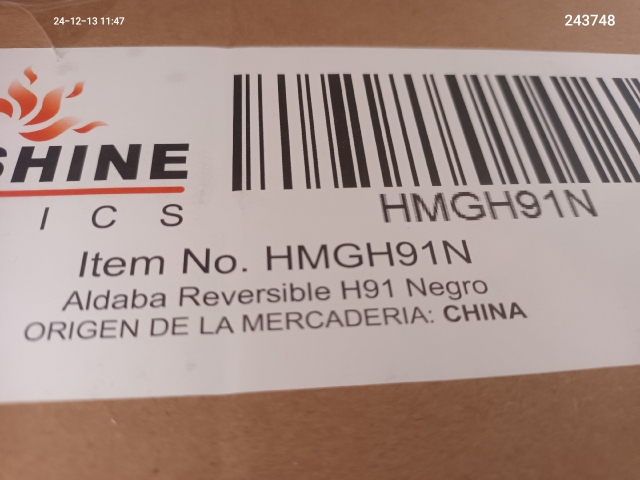 24-12-13 11:47
243748
SHINE
ICS
HMGH91N
Item No. HMGH91N
Aldaba Reversible H91 Negro
ORIGEN DE LA MERCADERIA: CHINA